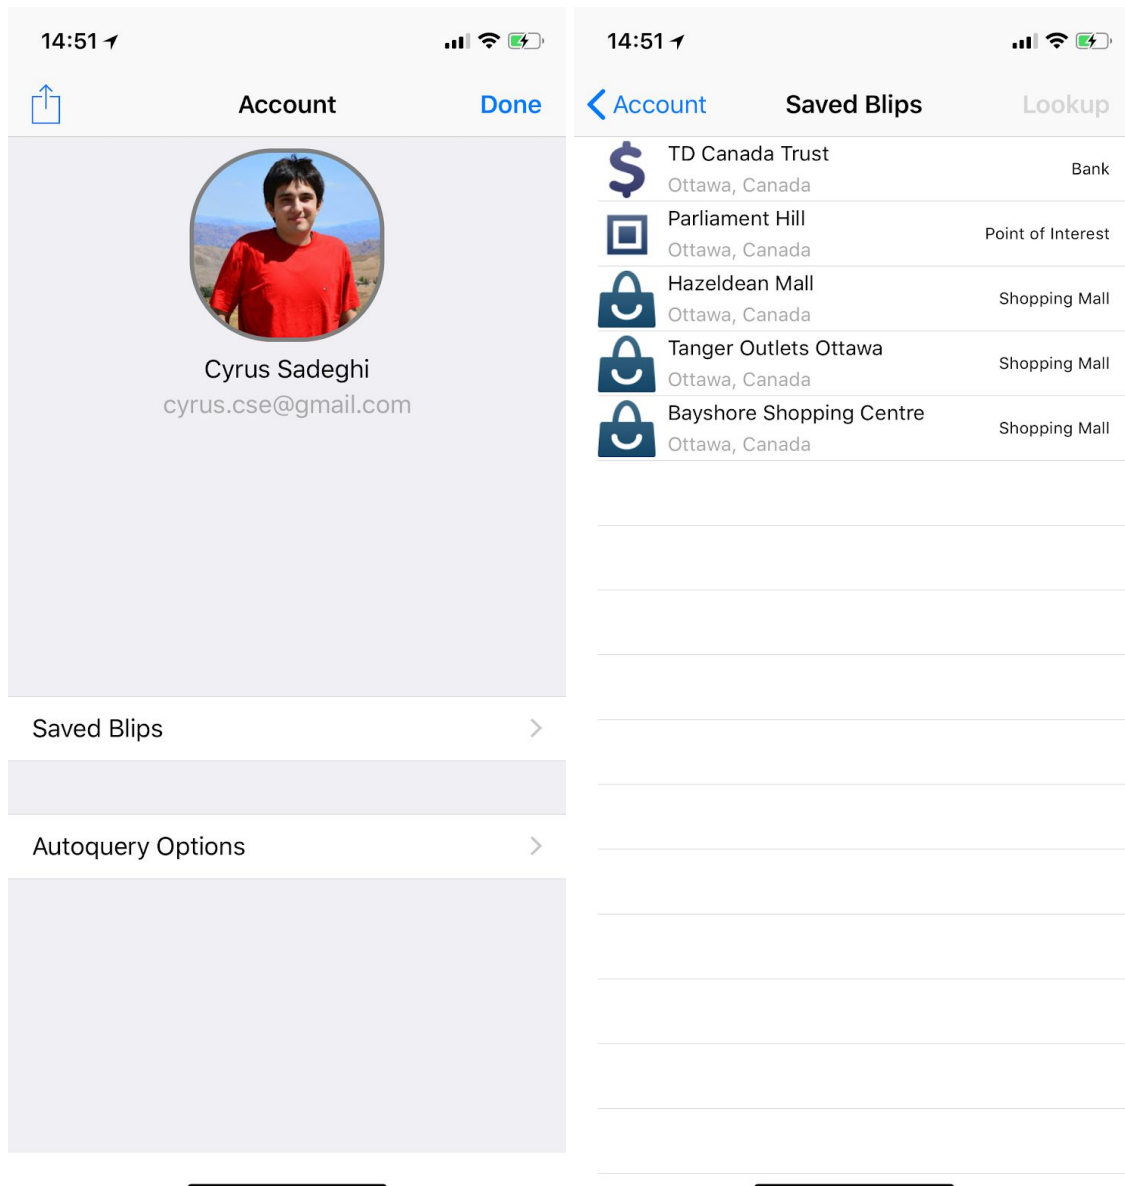 14:51
Account
Done
Cyrus Sadeghi
cyrus.cse@gmail.com
Saved Blips
Autoquery Options
14:51
Account
Saved Blips
Lookup
TD Canada Trust
Ottawa, Canada
Bank
Parliament Hill
Ottawa, Canada
Point of Interest
Hazeldean Mall
Ottawa, Canada
Shopping Mall
Tanger Outlets Ottawa
Ottawa, Canada
Shopping Mall
Bayshore Shopping Centre
Ottawa, Canada
Shopping Mall